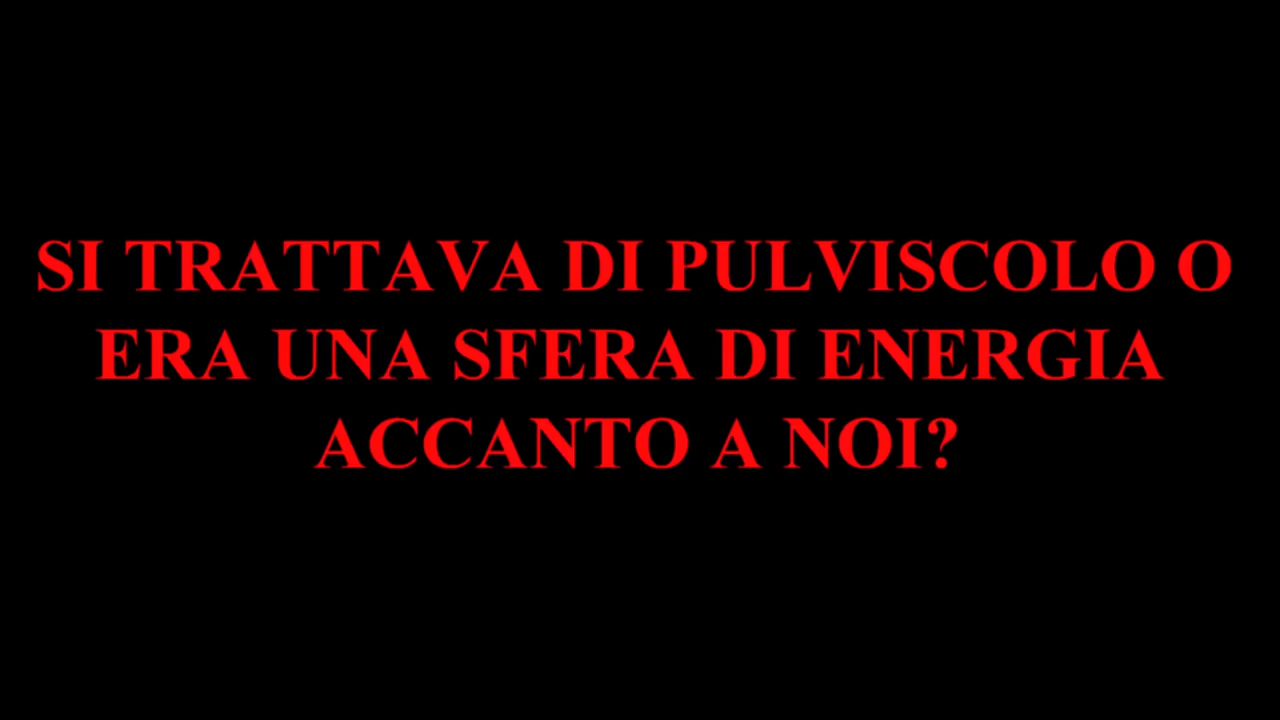 SI TRATTAVA DI PULVISCOLO O
ERA UNA SFERA DI ENERGIA
ACCANTO A NOI?